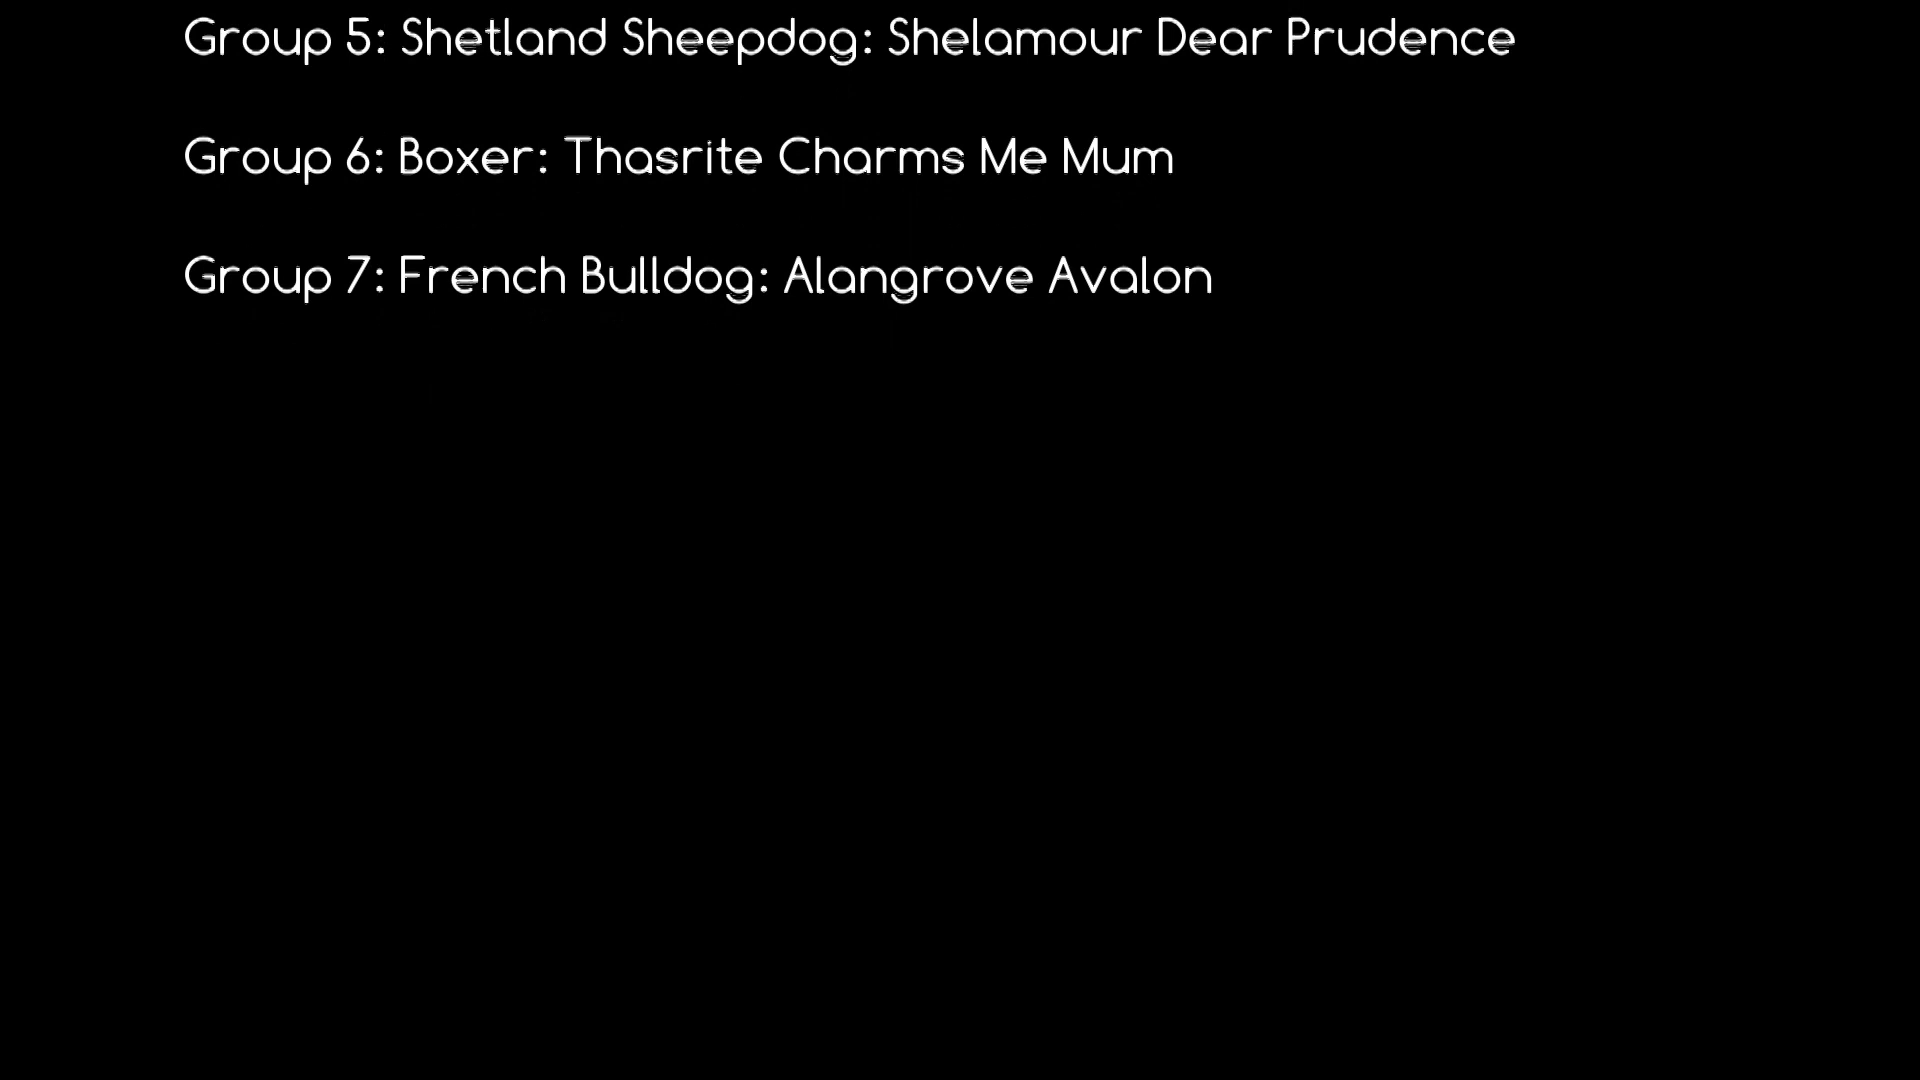 Group 5: Shetland Sheepdog: Shelamour Dear Prudence
Group 6: Boxer: Thasrite Charms Me Mum
Group 7: French Bulldog: Alangrove Avalon